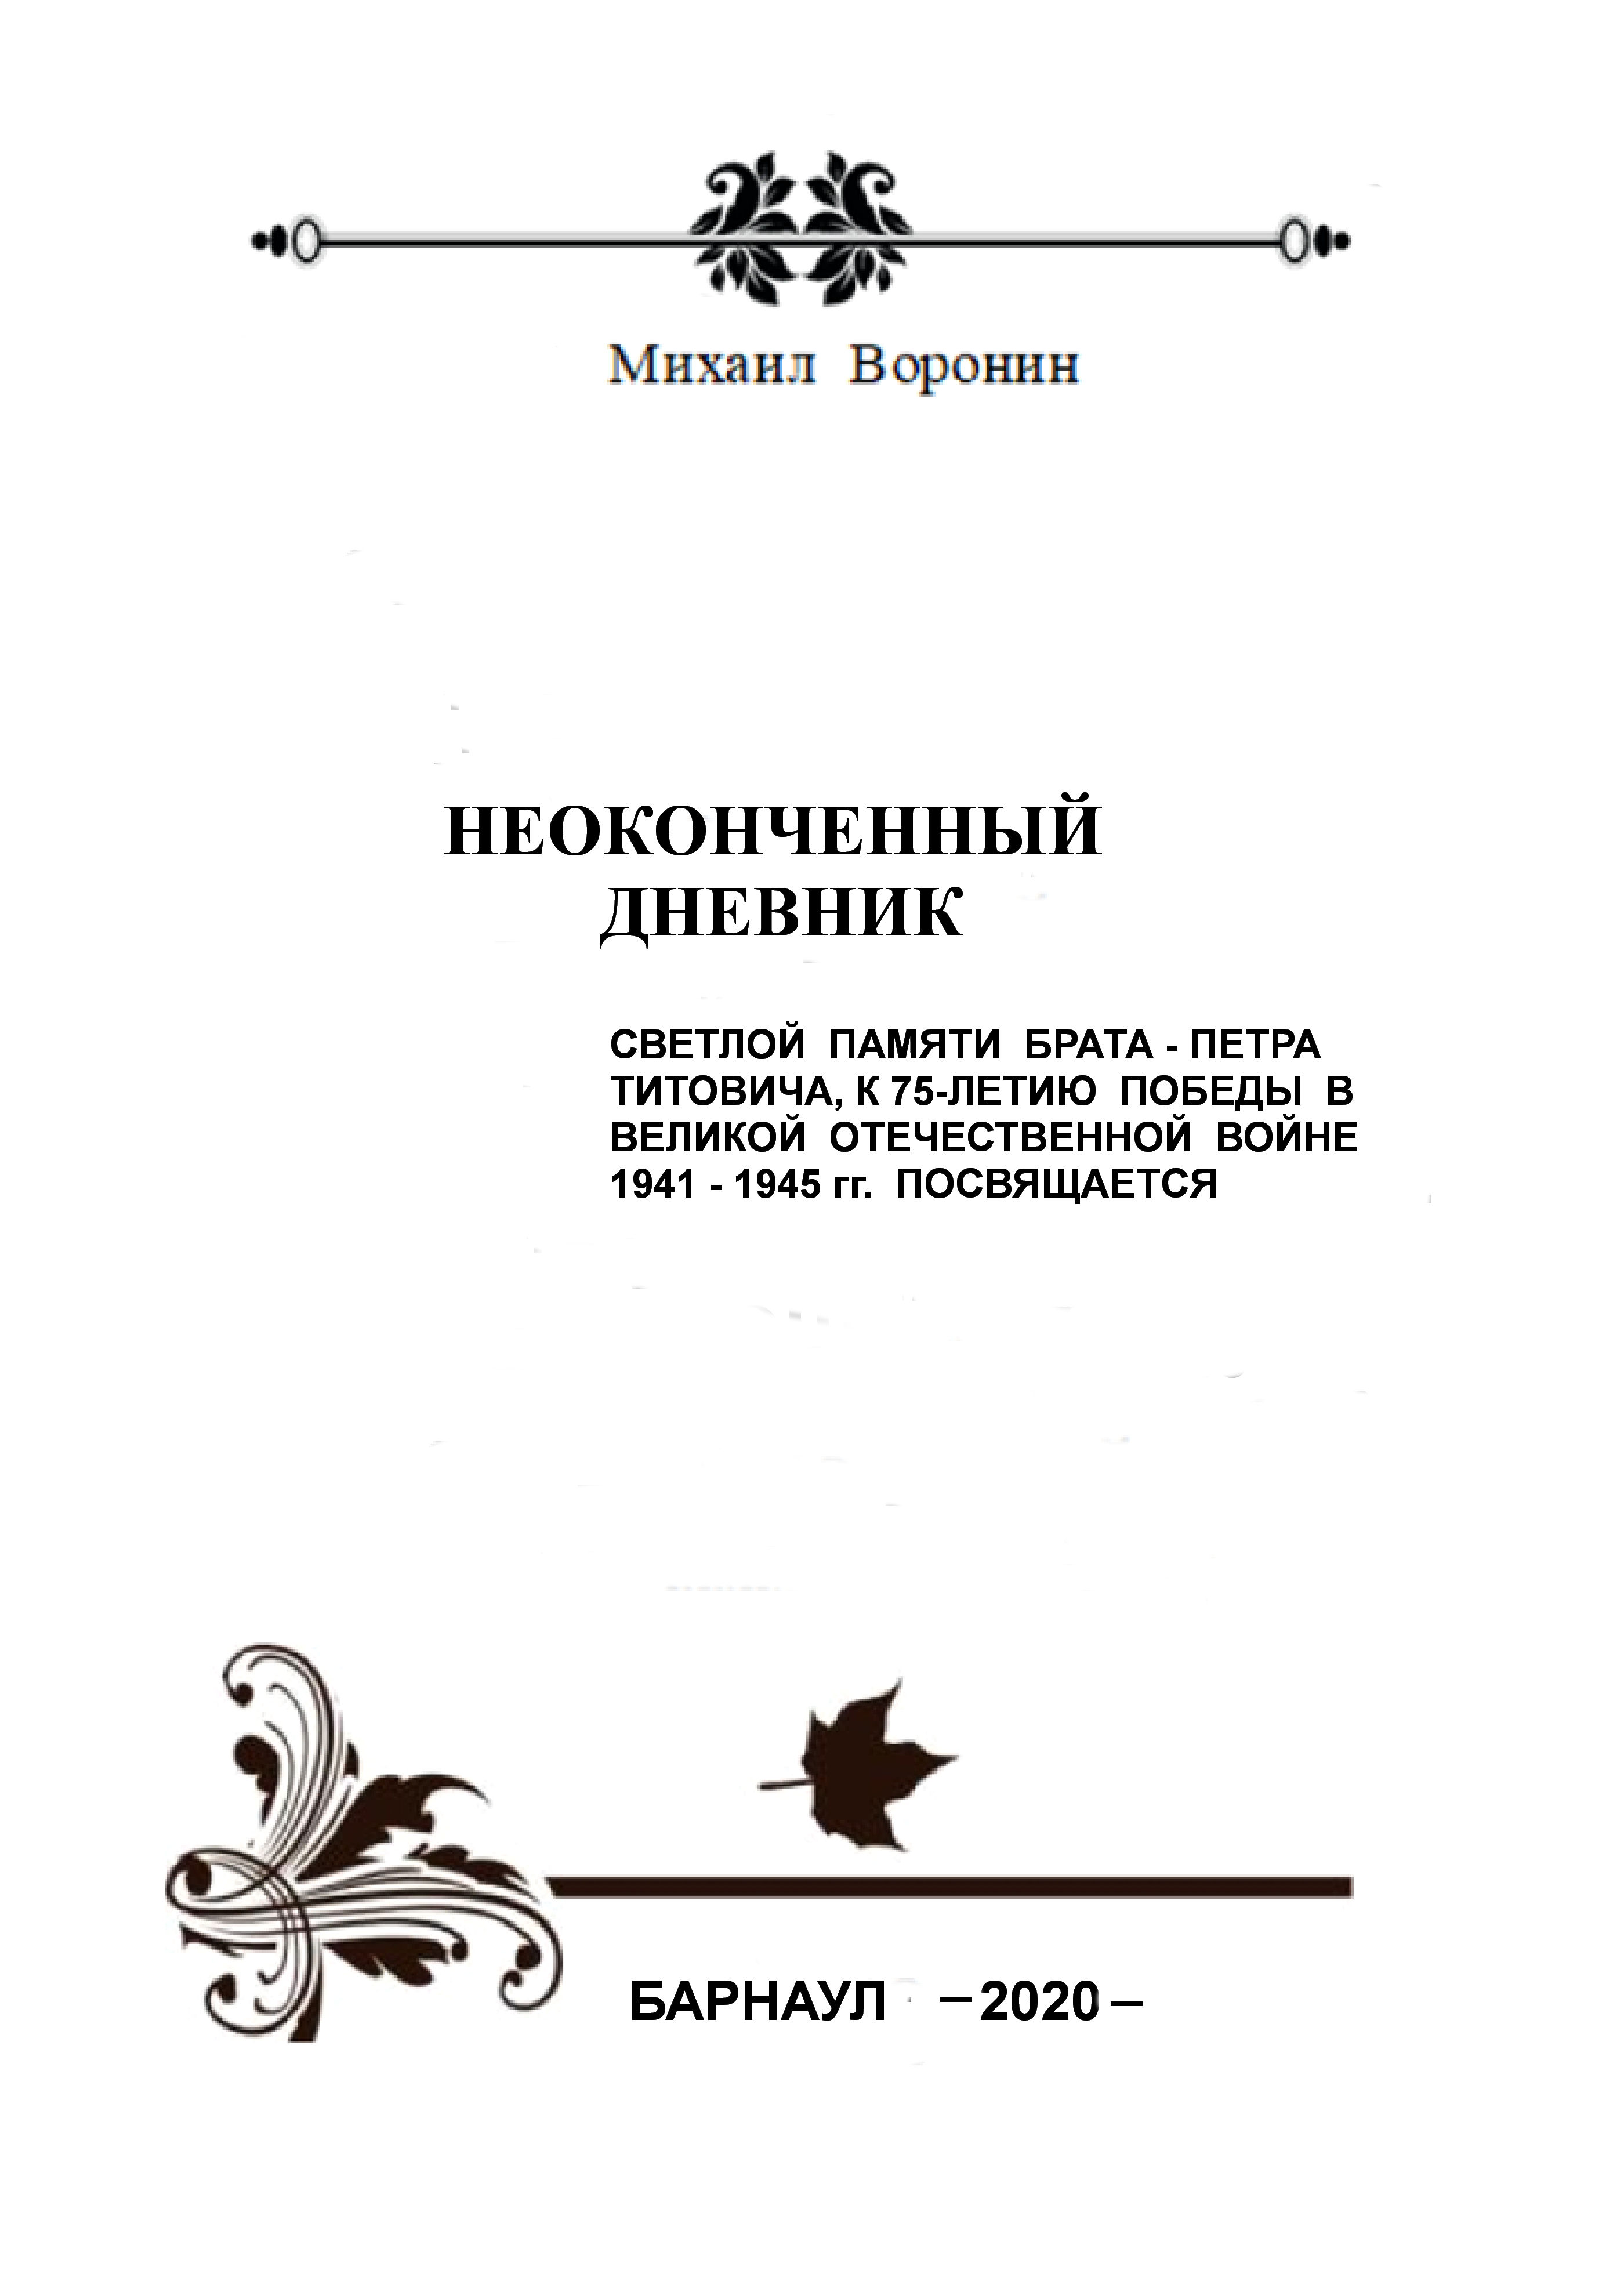 Михаил Воронин
НЕОКОНЧЕННЫЙ
ДНЕВНИК
СВЕТЛОЙ ПАМЯТИ БРАТА - ПЕТРА
ТИТОВИЧА, К 75-ЛЕТИЮ ПОБЕДЫ В
ВЕЛИКОЙ ОТЕЧЕСТВЕННОЙ ВОЙНЕ
1941 - 1945 гг. ПОСВЯЩАЕТСЯ
БАРНАУЛ –2020–